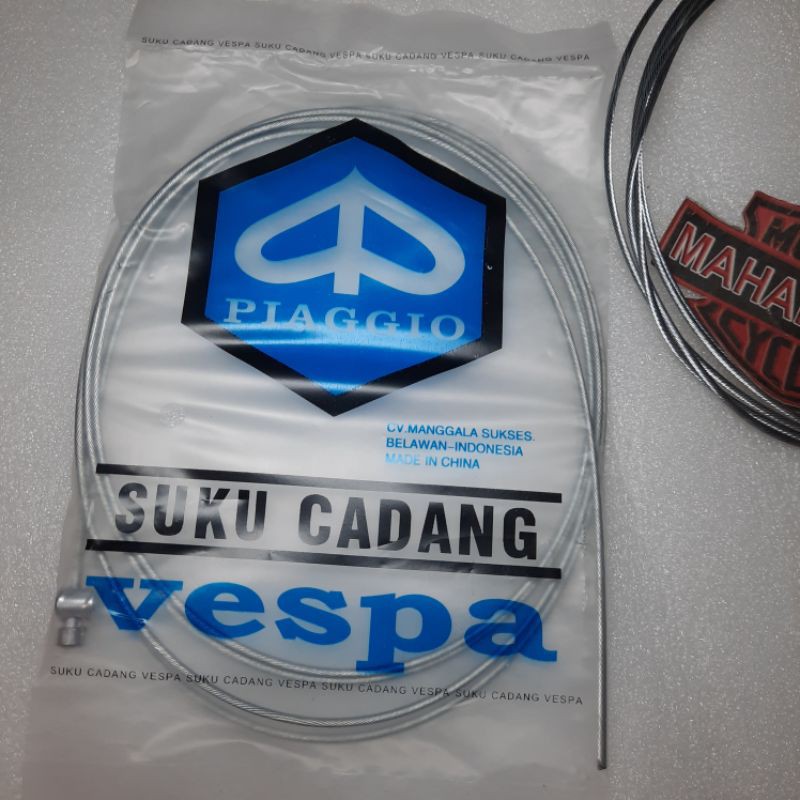 SUKU CADANG VESPA SUKU CADANG VESPA SUKU CADANG VESPA SUKU CADANG VESPA
PIAGGIO
CV.MANGGALA SUKSES.
BELAWAN-INDONESIA
MADE IN CHINA
SUKU CADANG
vespa
SUKU CADANG VESPA SUKU CADANG VESPA SUKU CADANG VESPA SUKU CADANG VESPA